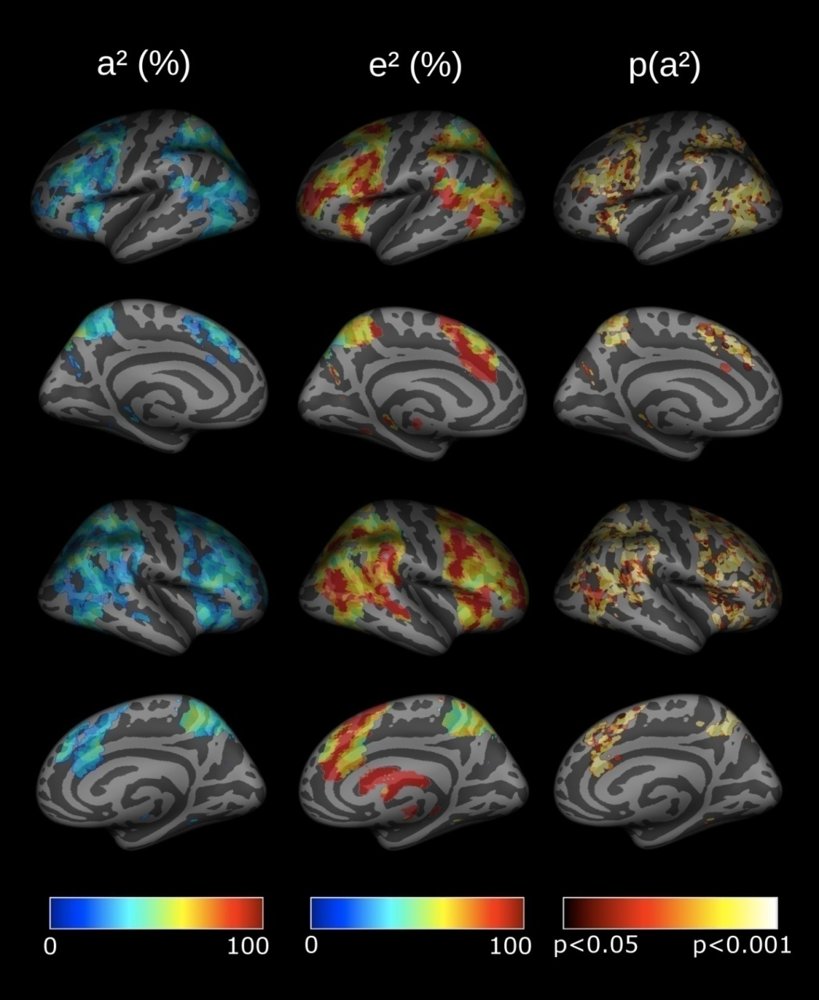 a² (%) e² (%) p(a²)
0 100 0 100 p<0.05 p<0.001